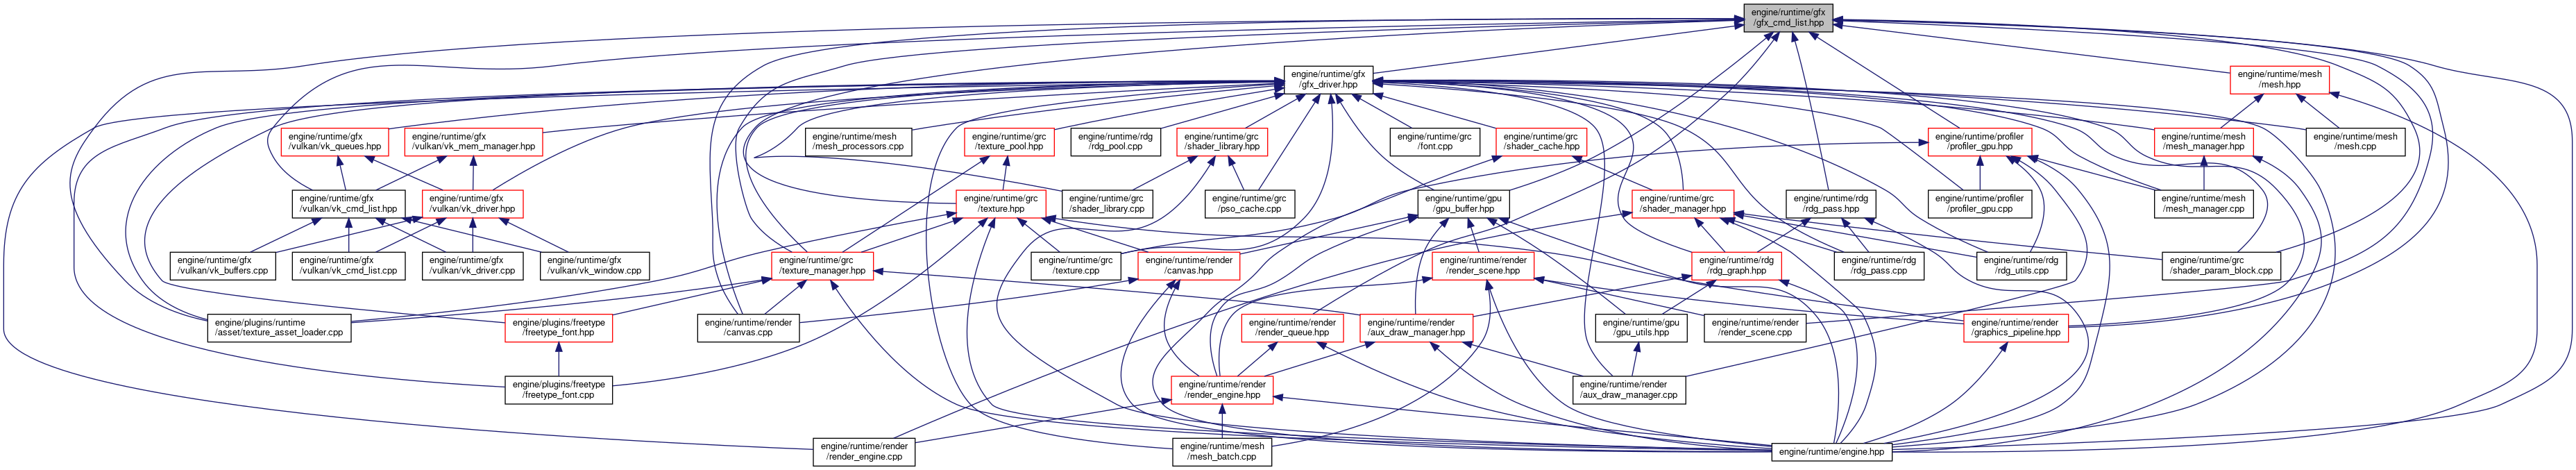 engine/runtime/gfx
/gfx_cmd_list.hpp
engine/runtime/gfx
/gfx_driver.hpp
engine/runtime/mesh
/mesh.hpp
engine/runtime/gfx
/vulkan/vk_queues.hpp
engine/runtime/gfx
/vulkan/vk_mem_manager.hpp
engine/runtime/mesh
/mesh_processors.cpp
engine/runtime/grc
/texture_pool.hpp
engine/runtime/rdg
/rdg_pool.cpp
engine/runtime/grc
/shader_library.hpp
engine/runtime/grc
/font.cpp
engine/runtime/grc
/shader_cache.hpp
engine/runtime/profiler
/profiler_gpu.hpp
engine/runtime/mesh
/mesh_manager.hpp
engine/runtime/mesh
/mesh.cpp
engine/runtime/gfx
/vulkan/vk_cmd_list.hpp
engine/runtime/gfx
/vulkan/vk_driver.hpp
engine/runtime/grc
/texture.hpp
engine/runtime/grc
/shader_library.cpp
engine/runtime/grc
/pso_cache.cpp
engine/runtime/gpu
/gpu_buffer.hpp
engine/runtime/grc
/shader_manager.hpp
engine/runtime/rdg
/rdg_pass.hpp
engine/runtime/profiler
/profiler_gpu.cpp
engine/runtime/mesh
/mesh_manager.cpp
engine/runtime/gfx
/vulkan/vk_buffers.cpp
engine/runtime/gfx
/vulkan/vk_cmd_list.cpp
engine/runtime/gfx
/vulkan/vk_driver.cpp
engine/runtime/gfx
/vulkan/vk_window.cpp
engine/runtime/grc
/texture_manager.hpp
engine/runtime/grc
/texture.cpp
engine/runtime/render
/canvas.hpp
engine/runtime/render
/render_scene.hpp
engine/runtime/rdg
/rdg_graph.hpp
engine/runtime/rdg
/rdg_pass.cpp
engine/runtime/rdg
/rdg_utils.cpp
engine/runtime/grc
/shader_param_block.cpp
engine/plugins/runtime
/asset/texture_asset_loader.cpp
engine/plugins/freetype
/freetype_font.hpp
engine/runtime/render
/canvas.cpp
engine/runtime/render
/render_queue.hpp
engine/runtime/render
/aux_draw_manager.hpp
engine/runtime/gpu
/gpu_utils.hpp
engine/runtime/render
/render_scene.cpp
engine/runtime/render
/graphics_pipeline.hpp
engine/plugins/freetype
/freetype_font.cpp
engine/runtime/render
/render_engine.hpp
engine/runtime/render
/aux_draw_manager.cpp
engine/runtime/render
/render_engine.cpp
engine/runtime/mesh
/mesh_batch.cpp
engine/runtime/engine.hpp